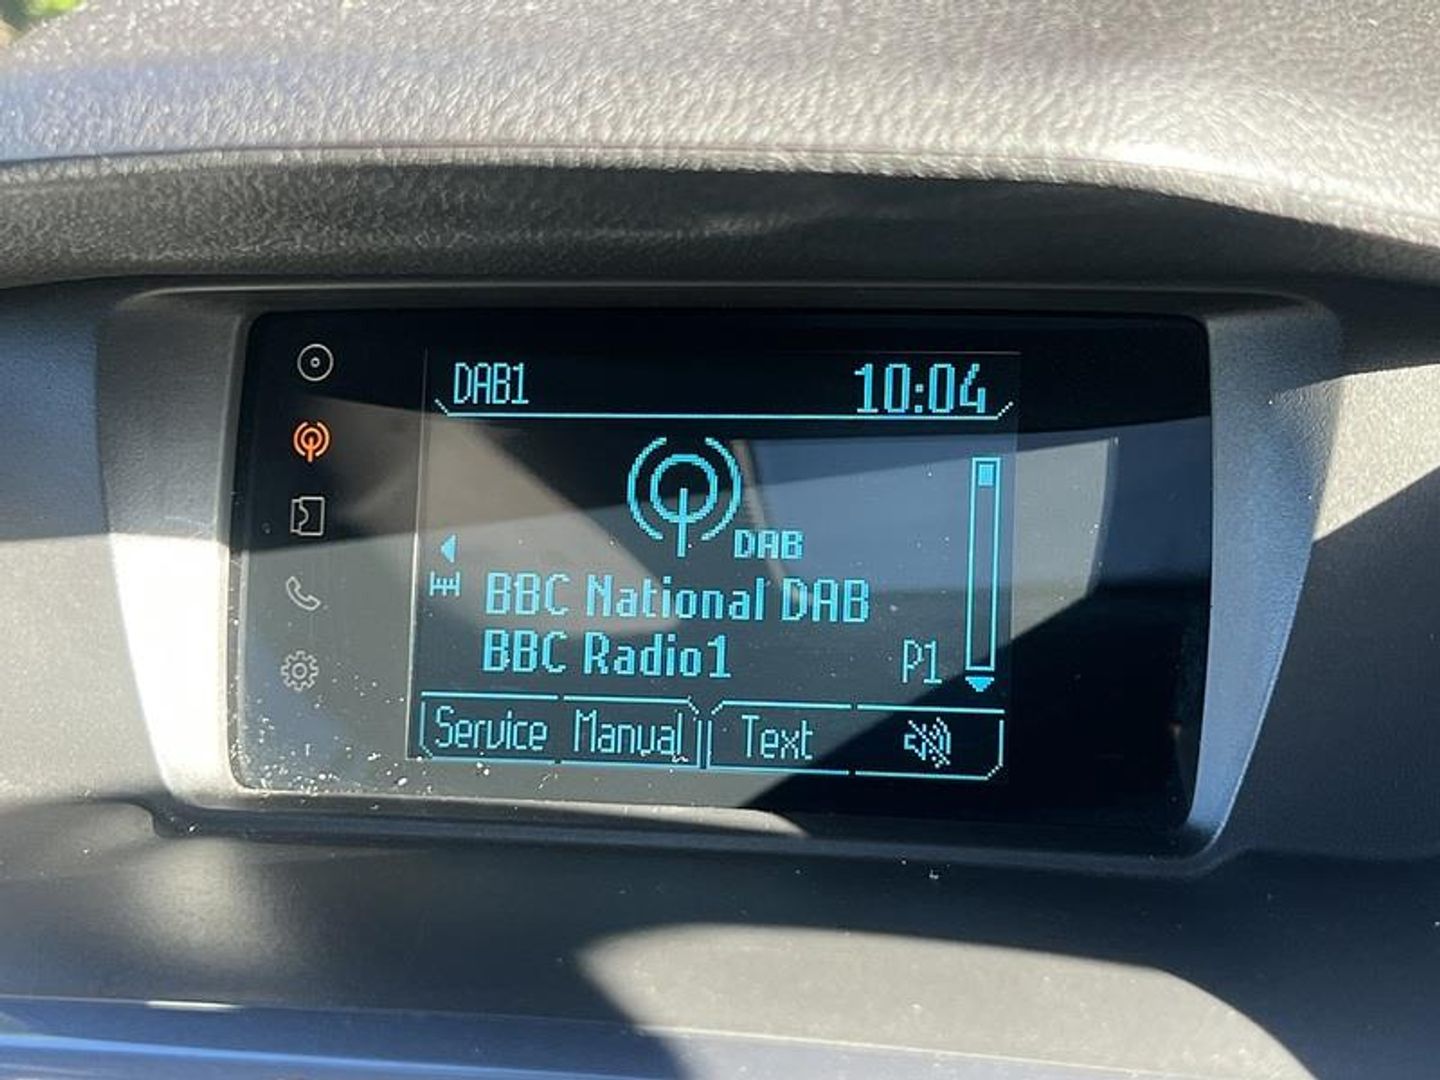 DAB1 10:04
DAB
BBC National DAB
BBC Radio1 P1
Service Manual Text